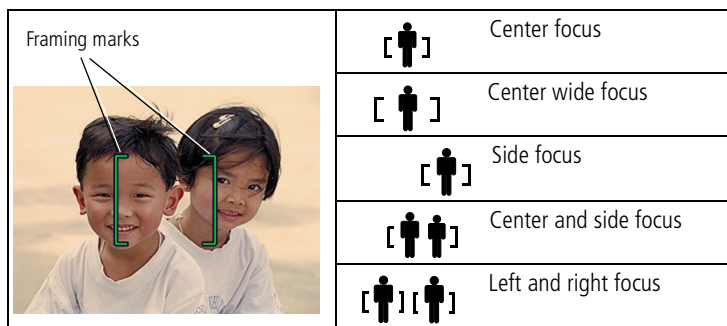 Framing marks
Center focus
Center wide focus
Side focus
Center and side focus
Left and right focus